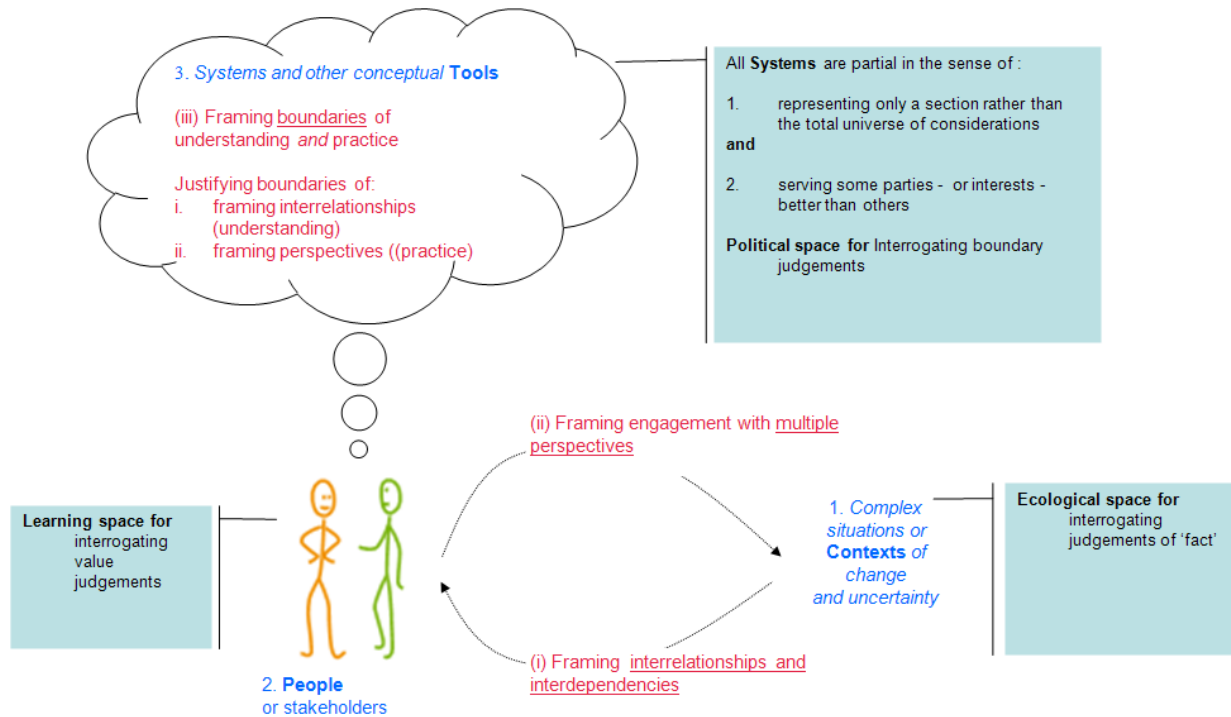 3. Systems and other conceptual Tools
(iii) Framing boundaries of
understanding and practice
Justifying boundaries of:
i. framing interrelationships
(understanding)
ii. framing perspectives ((practice)
All Systems are partial in the sense of :
1. representing only a section rather than
the total universe of considerations
and
2. serving some parties - or interests -
better than others
Political space for Interrogating boundary
judgements
(ii) Framing engagement with multiple
perspectives
Learning space for
interrogating
value
judgements
1. Complex
situations or
Contexts of
change
and uncertainty
Ecological space for
interrogating
judgements of ‘fact’
(i) Framing interrelationships and
interdependencies
2. People
or stakeholders